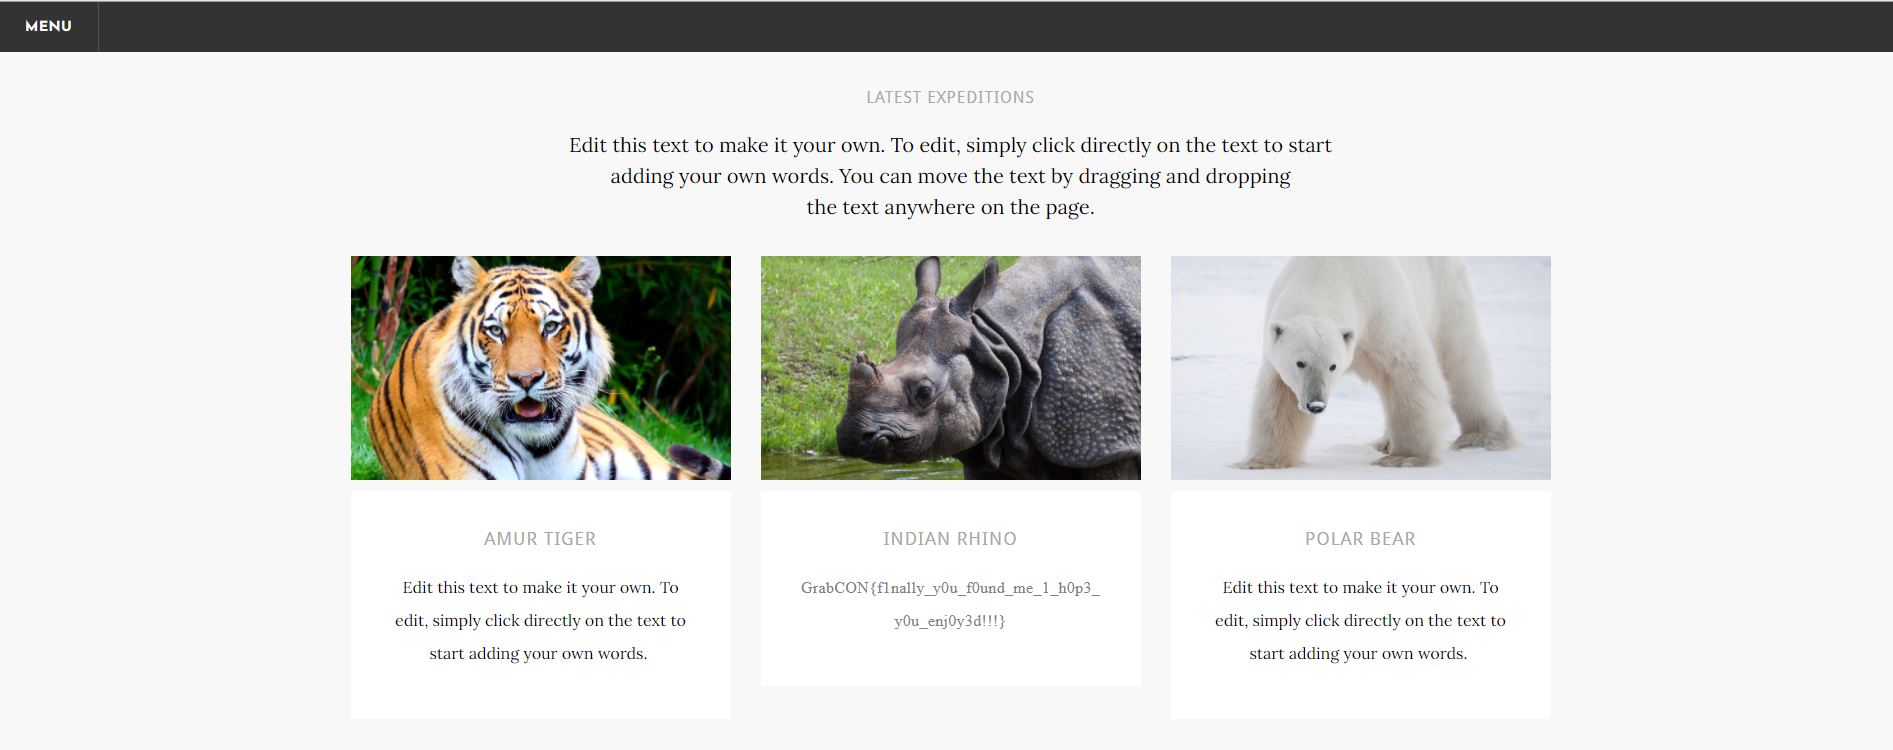 MENU
LATEST EXPEDITIONS
Edit this text to make it your own. To edit, simply click directly on the text to start
adding your own words. You can move the text by dragging and dropping
the text anywhere on the page.
AMUR TIGER
Edit this text to make it your own. To
edit, simply click directly on the text to
start adding your own words.
INDIAN RHINO
GrabCON{f1nally_y0u_f0und_me_1_h0p3_
y0u_enj0y3d!!!}
POLAR BEAR
Edit this text to make it your own. To
edit, simply click directly on the text to
start adding your own words.